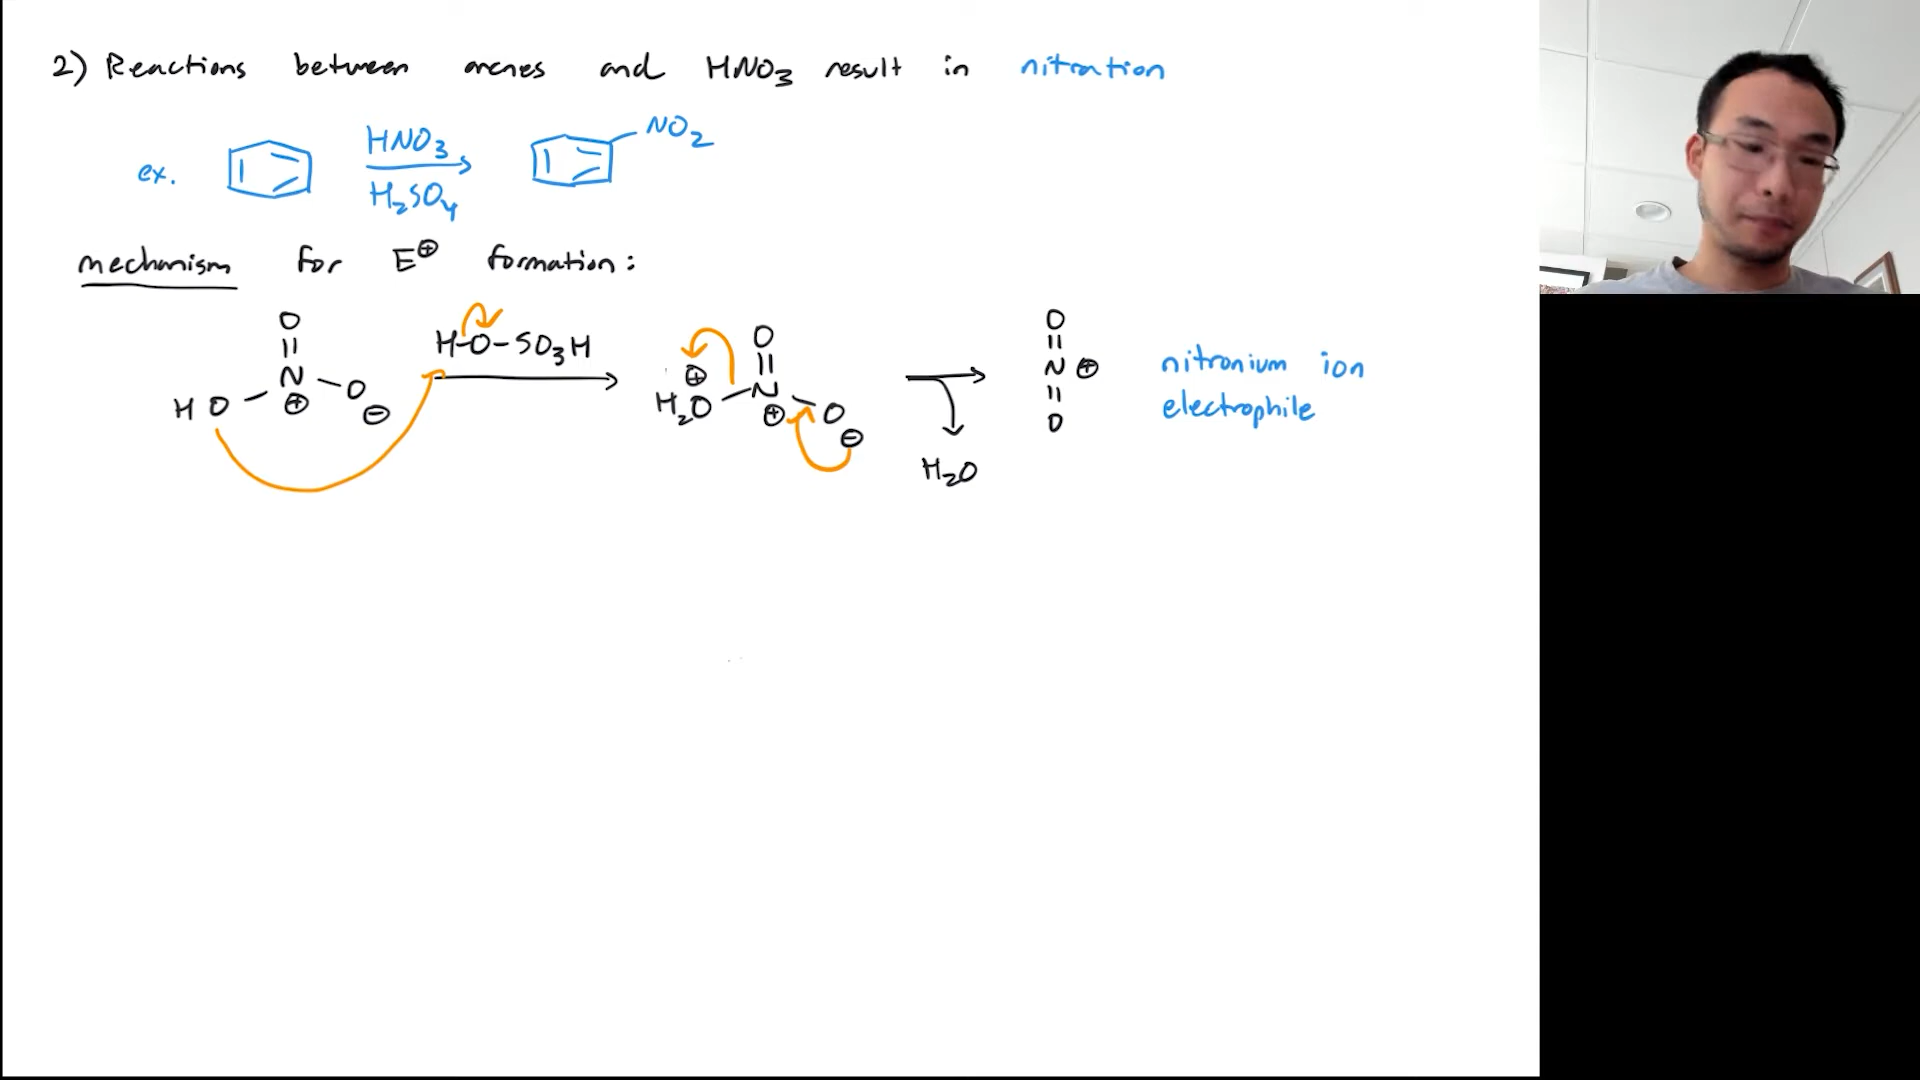 2) Reactions between arenes and HNO3 result in nitration
ex. HNO3 H2SO4 NO2
mechanism for E⊕ formation:
O
||
HO-N-O
⊕ ⊖
H-O-SO3H
O
||
⊕ H2O-N-O
⊕ ⊖
H2O
O
||
N ⊕
||
O
nitronium ion
electrophile